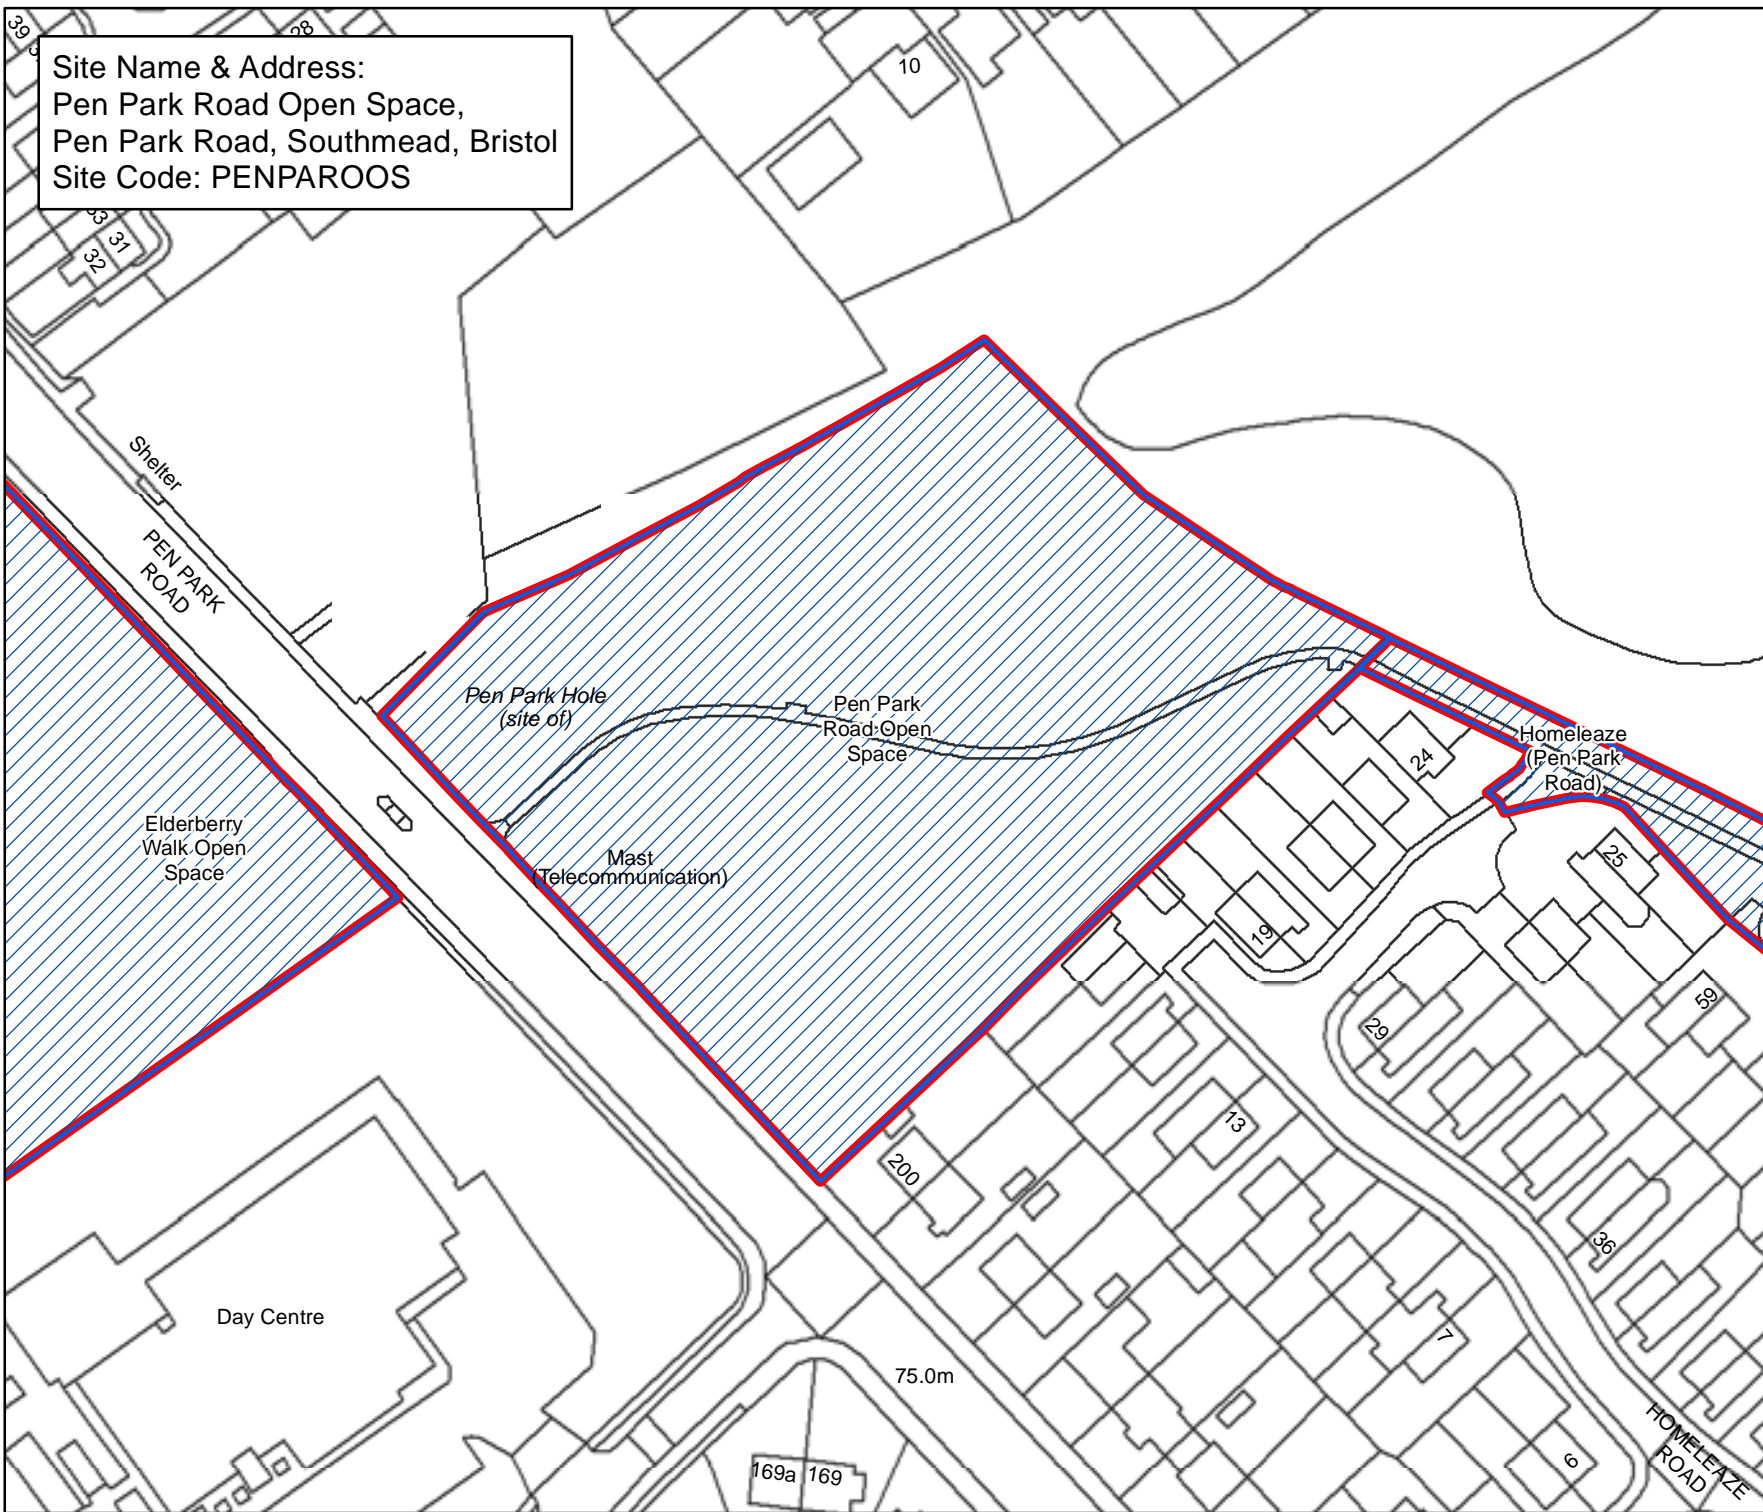 39
28
Site Name & Address:
Pen Park Road Open Space,
Pen Park Road, Southmead, Bristol
Site Code: PENPAROOS
10
33
31
32
Shelter
PEN PARK
ROAD
Pen Park Hole
(site of)
Pen Park
Road Open
Space
Homeleaze
(Pen Park
Road)
24
Elderberry
Walk Open
Space
Mast
(Telecommunication)
25
19
59
29
13
200
36
7
Day Centre
75.0m
169a
169
6
HOMELEAZE
ROAD